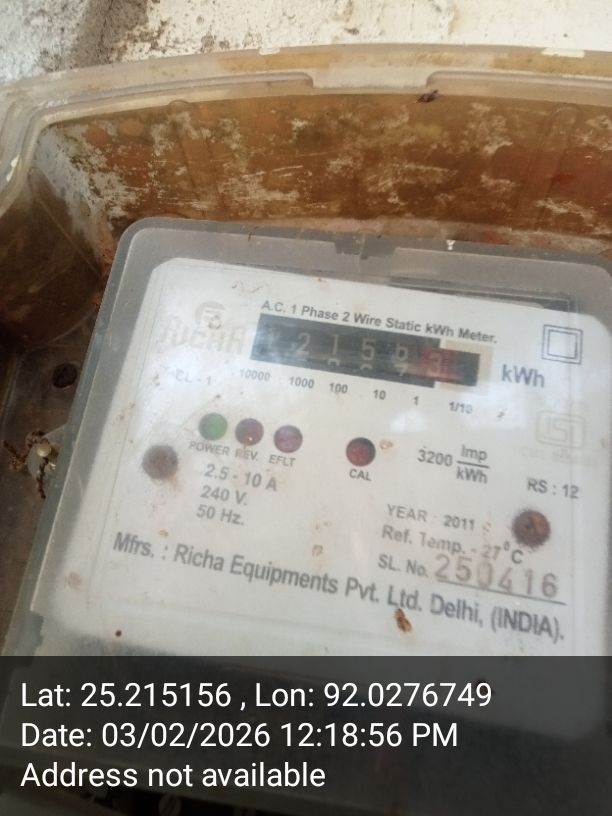 RICHA
A.C. 1 Phase 2 Wire Static kWh Meter.
kWh
CL - 1 10000 1000 100 10 1 1/10
POWER REV. EFLT
CAL
3200 Imp
kWh
RS : 12
2.5 - 10 A
240 V.
50 Hz.
YEAR - 2011
Ref. Temp. - 27°C
SL. No. 250416
Mfrs. : Richa Equipments Pvt. Ltd. Delhi, (INDIA).
Lat: 25.215156 , Lon: 92.0276749
Date: 03/02/2026 12:18:56 PM
Address not available